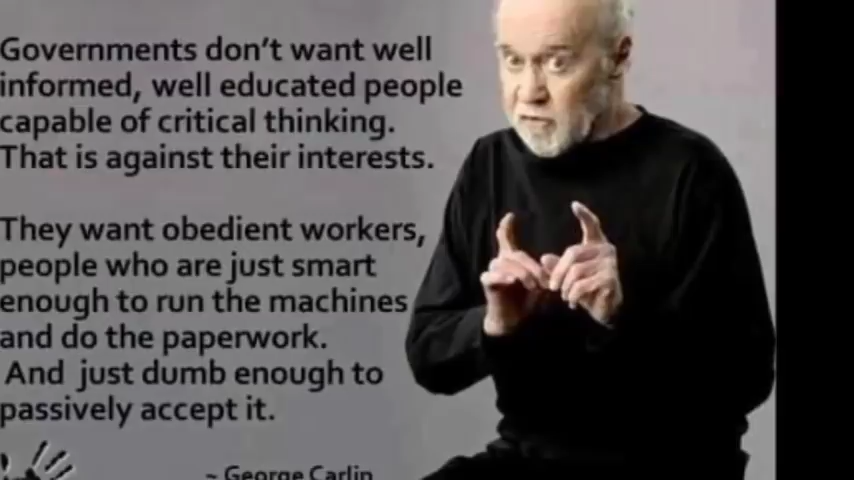 Governments don't want well
informed, well educated people
capable of critical thinking.
That is against their interests.
They want obedient workers,
people who are just smart
enough to run the machines
and do the paperwork.
And just dumb enough to
passively accept it.
~ George Carlin